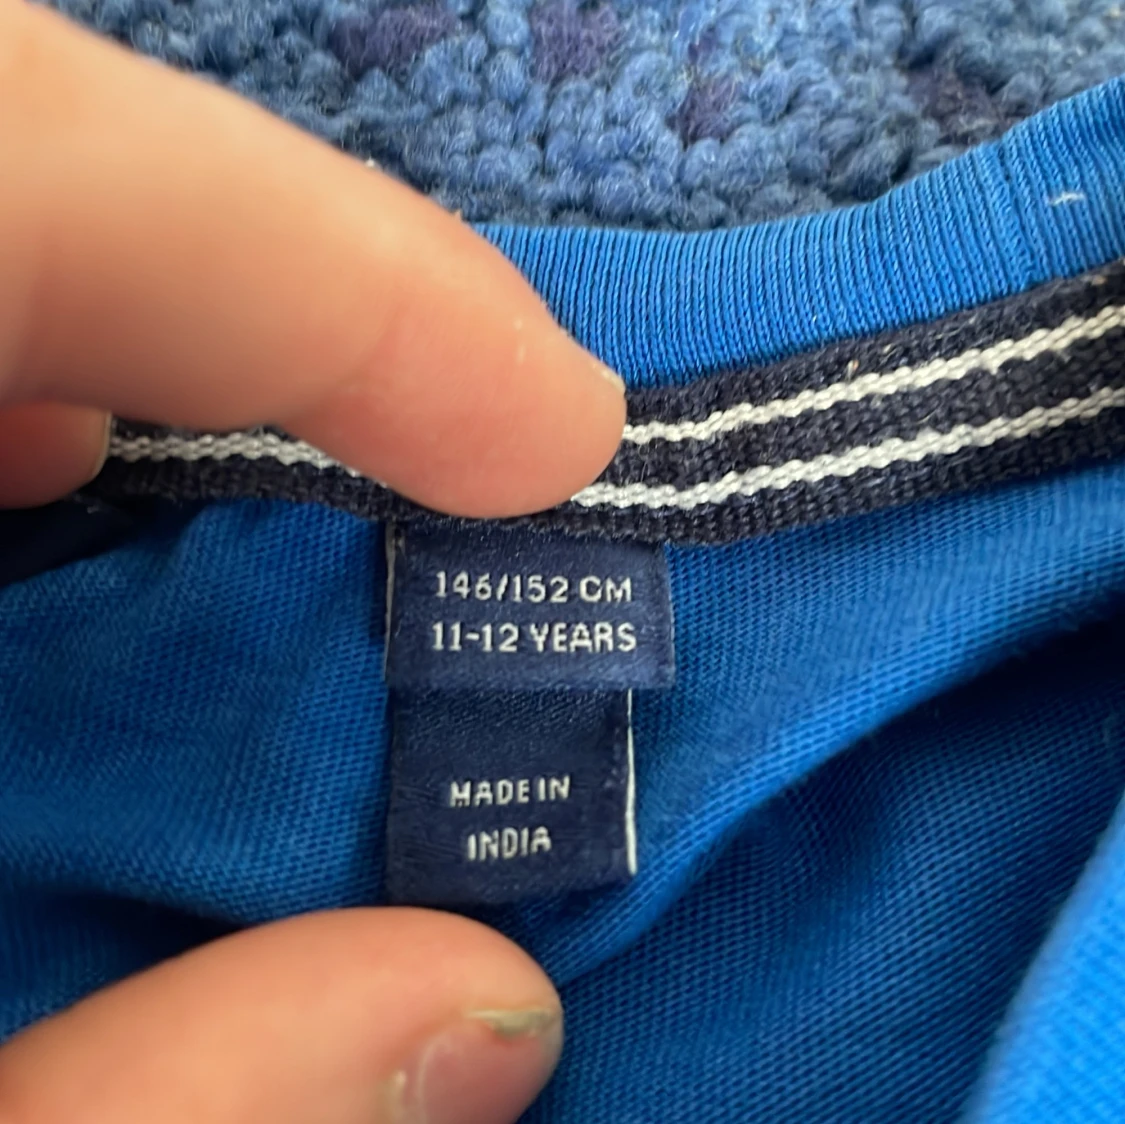 146/152 CM
11-12 YEARS
MADE IN
INDIA